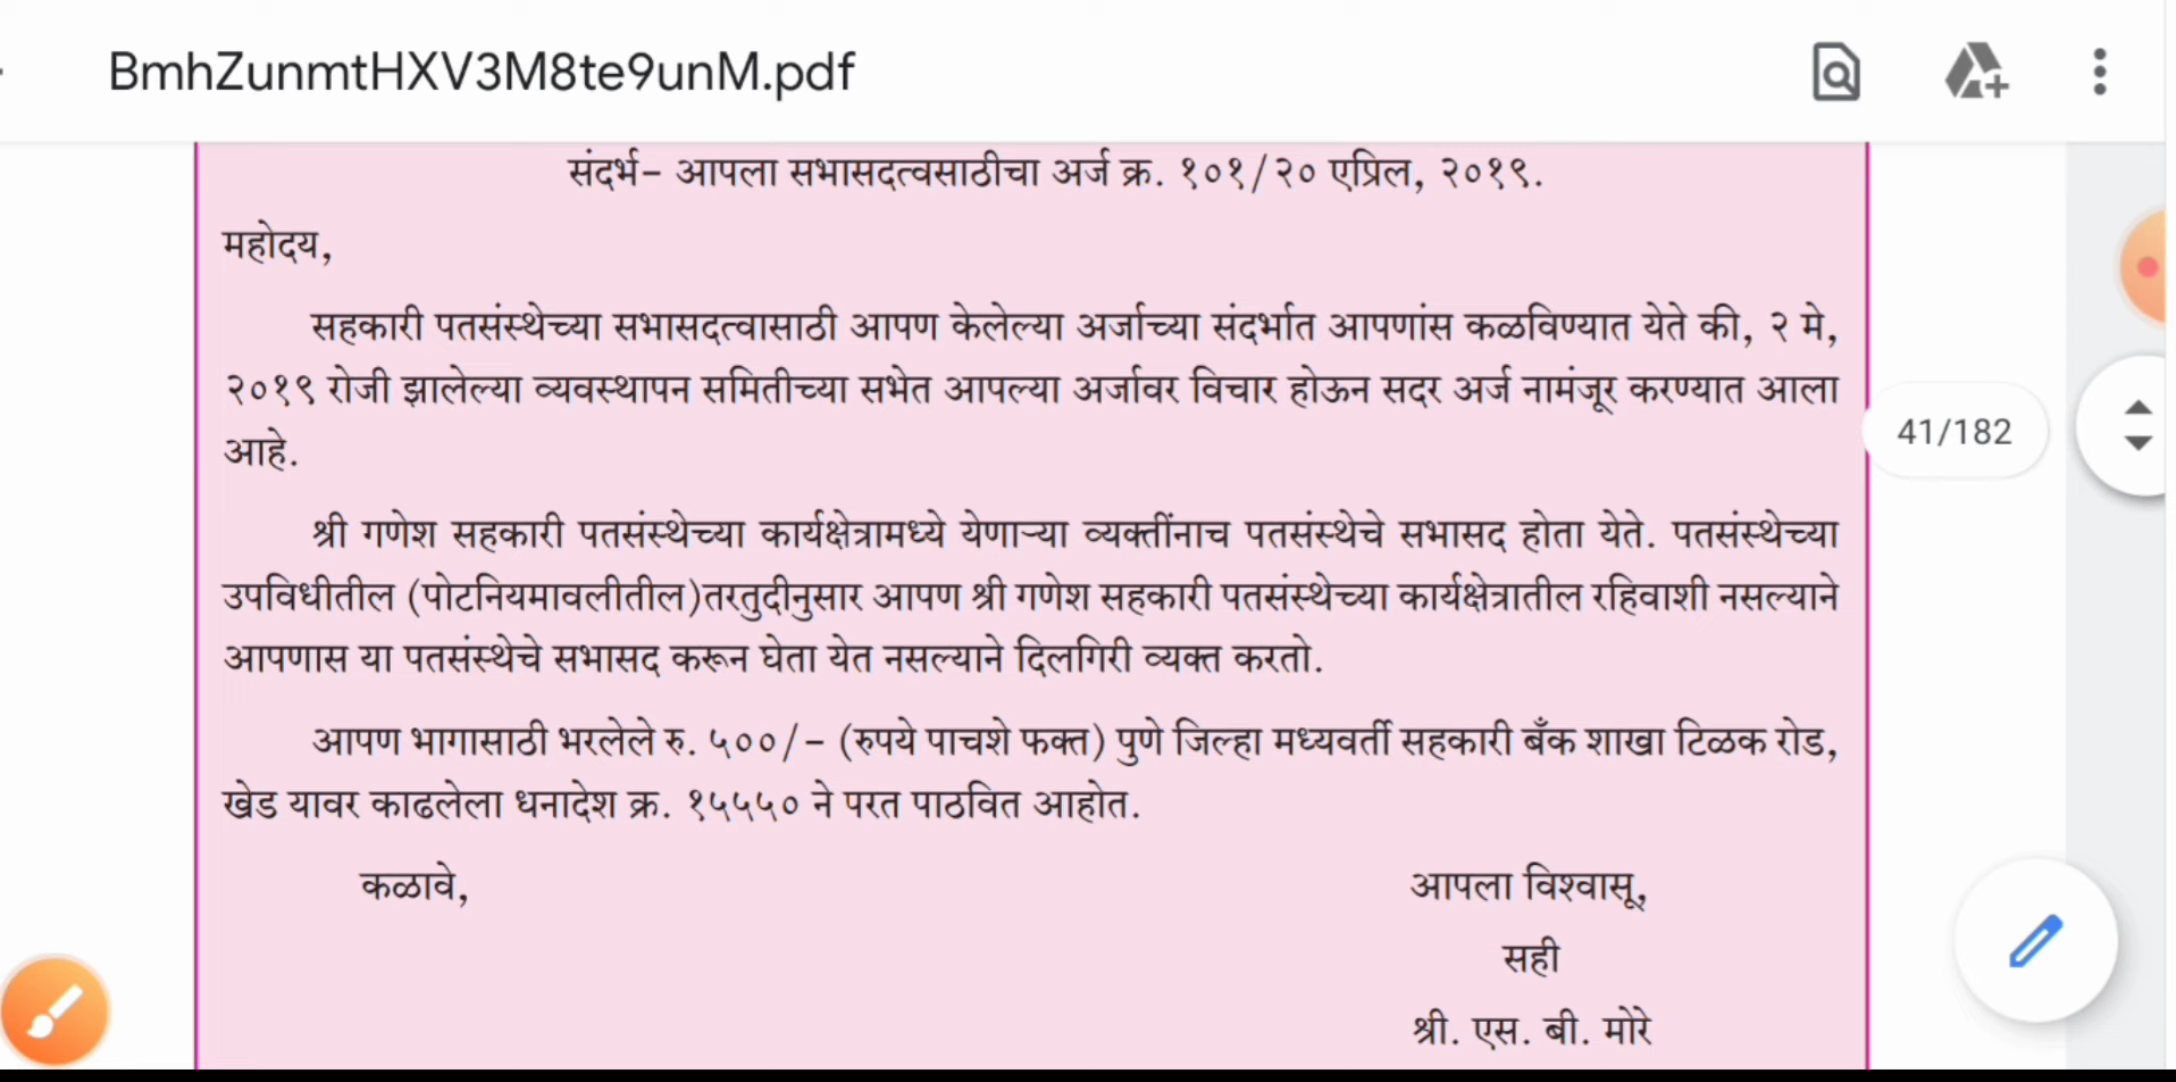 BmhZunmtHXV3M8te9unM.pdf
संदर्भ- आपला सभासदत्वसाठीचा अर्ज क्र. १०१/२० एप्रिल, २०१९.
महोदय,
सहकारी पतसंस्थेच्या सभासदत्वासाठी आपण केलेल्या अर्जाच्या संदर्भात आपणांस कळविण्यात येते की, २ मे,
२०१९ रोजी झालेल्या व्यवस्थापन समितीच्या सभेत आपल्या अर्जावर विचार होऊन सदर अर्ज नामंजूर करण्यात आला
आहे.
41/182
श्री गणेश सहकारी पतसंस्थेच्या कार्यक्षेत्रामध्ये येणाऱ्या व्यक्तींनाच पतसंस्थेचे सभासद होता येते. पतसंस्थेच्या
उपविधीतील (पोटनियमावलीतील)तरतुदीनुसार आपण श्री गणेश सहकारी पतसंस्थेच्या कार्यक्षेत्रातील रहिवाशी नसल्याने
आपणास या पतसंस्थेचे सभासद करून घेता येत नसल्याने दिलगिरी व्यक्त करतो.
आपण भागासाठी भरलेले रु. ५००/- (रुपये पाचशे फक्त) पुणे जिल्हा मध्यवर्ती सहकारी बँक शाखा टिळक रोड,
खेड यावर काढलेला धनादेश क्र. १५५५० ने परत पाठवित आहोत.
कळावे,
आपला विश्वासू,
सही
श्री. एस. बी. मोरे